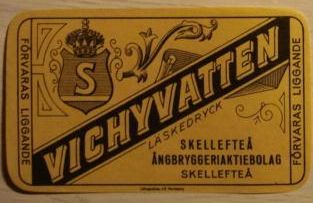 FÖRVARAS LIGGANDE
S
VICHYVATTEN
LÄSKEDRYCK
SKELLEFTEÅ
ÅNGBRYGGERIAKTIEBOLAG
SKELLEFTEÅ
FÖRVARAS LIGGANDE